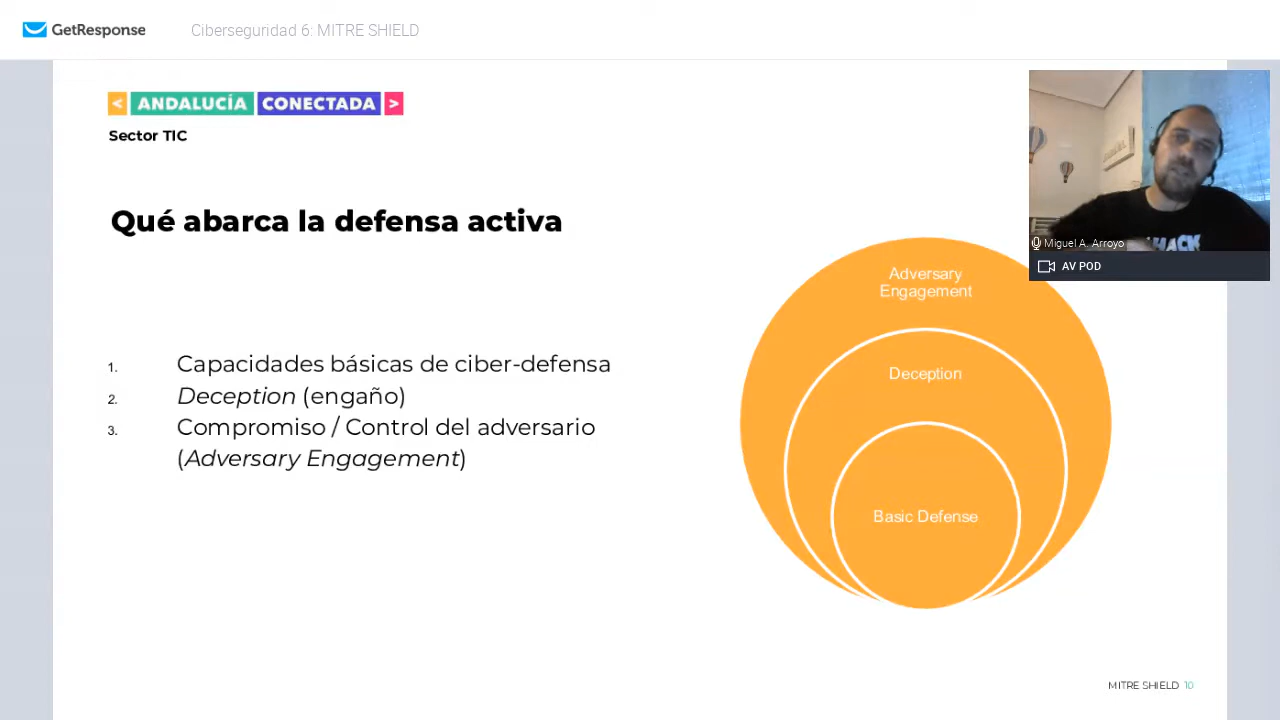 GetResponse
Ciberseguridad 6: MITRE SHIELD
< ANDALUCÍA CONECTADA >
Sector TIC
Qué abarca la defensa activa
1. Capacidades básicas de ciber-defensa
2. Deception (engaño)
3. Compromiso / Control del adversario
(Adversary Engagement)
Adversary
Engagement
Deception
Basic Defense
HACK
Miguel A. Arroyo
AV POD
MITRE SHIELD 10